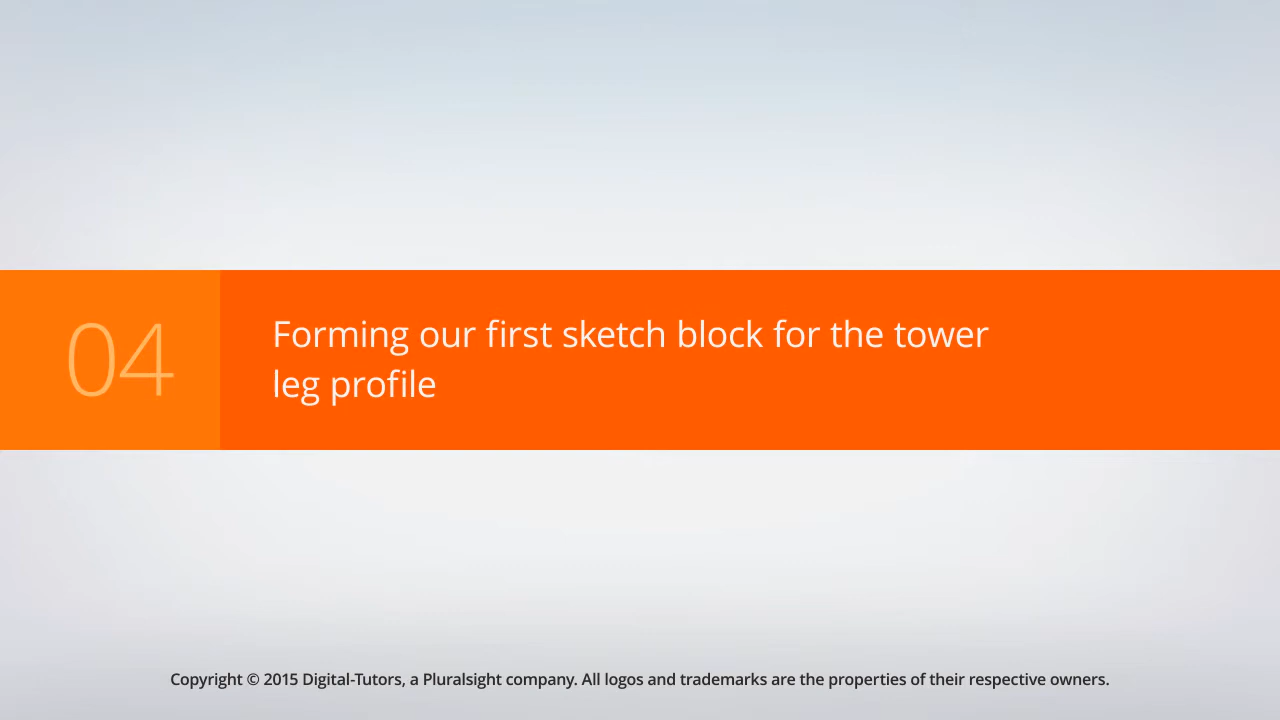 04
Forming our first sketch block for the tower
leg profile
Copyright © 2015 Digital-Tutors, a Pluralsight company. All logos and trademarks are the properties of their respective owners.